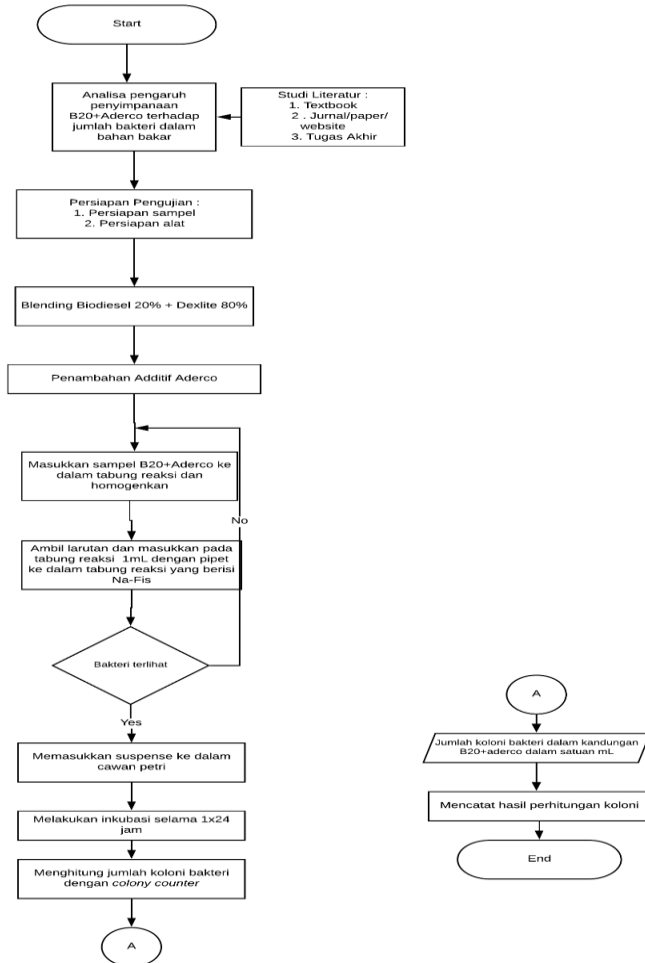 Start
Analisa pengaruh
penyimpanaan
B20+Aderco terhadap
jumlah bakteri dalam
bahan bakar
Studi Literatur :
1. Textbook
2 . Jurnal/paper/
website
3. Tugas Akhir
Persiapan Pengujian :
1. Persiapan sampel
2. Persiapan alat
Blending Biodiesel 20% + Dexlite 80%
Penambahan Additif Aderco
Masukkan sampel B20+Aderco ke
dalam tabung reaksi dan
homogenkan
No
Ambil larutan dan masukkan pada
tabung reaksi 1mL dengan pipet
ke dalam tabung reaksi yang berisi
Na-Fis
Bakteri terlihat
Yes
Memasukkan suspense ke dalam
cawan petri
Melakukan inkubasi selama 1x24
jam
Menghitung jumlah koloni bakteri
dengan colony counter
A
A
Jumlah koloni bakteri dalam kandungan
B20+aderco dalam satuan mL
Mencatat hasil perhitungan koloni
End